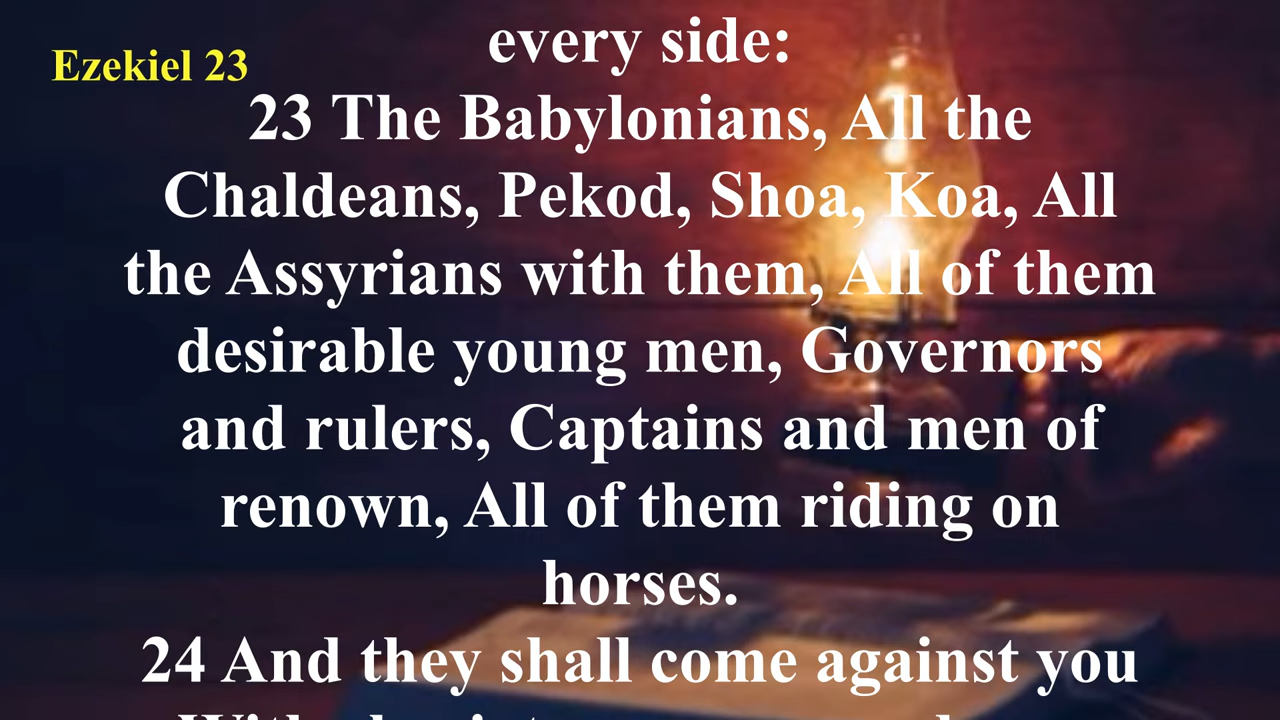 Ezekiel 23
every side:
23 The Babylonians, All the
Chaldeans, Pekod, Shoa, Koa, All
the Assyrians with them, All of them
desirable young men, Governors
and rulers, Captains and men of
renown, All of them riding on
horses.
24 And they shall come against you